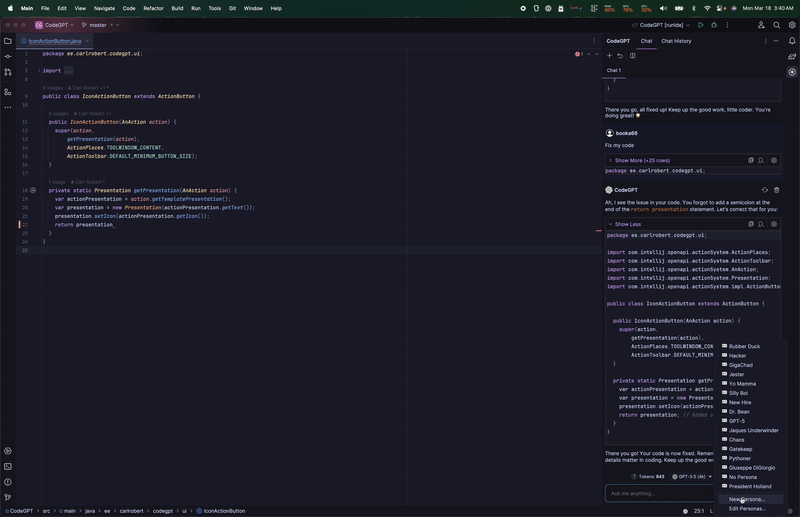 Main File Edit View Navigate Code Refactor Build Run Tools Git Window Help
Mon Mar 18 3:40 AM
CodeGPT master CodeGPT [runIde]
IconActionButton.java
CodeGPT Chat Chat History
1 package ee.carlrobert.codegpt.ui;
Chat 1
3 import ...
}
8 usages Carl-Robert +1 *
9 public class IconActionButton extends ActionButton {
10
There you go, all fixed up! Keep up the good work, little coder. You're
doing great!
5 usages Carl-Robert +1
11 public IconActionButton(AnAction action) {
12 super(action,
13 getPresentation(action),
14 ActionPlaces.TOOLWINDOW_CONTENT,
15 ActionToolbar.DEFAULT_MINIMUM_BUTTON_SIZE);
16 }
17
booka66
Fix my code
Show More (+25 rows)
package ee.carlrobert.codegpt.ui;
1 usage Carl-Robert *
18 private static Presentation getPresentation(AnAction action) {
19 var actionPresentation = action.getTemplatePresentation();
20 var presentation = new Presentation(actionPresentation.getText());
21 presentation.setIcon(actionPresentation.getIcon());
22 return presentation
23 }
24 }
CodeGPT
Ah, I see the issue in your code. You forgot to add a semicolon at the
end of the return presentation statement. Let's correct that for you:
Show Less
package ee.carlrobert.codegpt.ui;
import com.intellij.openapi.actionSystem.ActionPlaces;
import com.intellij.openapi.actionSystem.ActionToolbar;
import com.intellij.openapi.actionSystem.AnAction;
import com.intellij.openapi.actionSystem.Presentation;
import com.intellij.openapi.actionSystem.impl.ActionButto
public class IconActionButton extends ActionButton {
public IconActionButton(AnAction action) {
super(action,
getPresentation(action),
ActionPlaces.TOOLWINDOW_CON
ActionToolbar.DEFAULT_MINIM
}
private static Presentation getPr
var actionPresentation = action
var presentation = new Presenta
presentation.setIcon(actionPres
return presentation; // Added s
}
}
There you go! Your code is now fixed. Remem
details matter in coding. Keep up the good wo
Tokens: 843 GPT-3.5 (4k)
Ask me anything...
Rubber Duck
Hacker
GigaChad
Jester
Yo Mamma
Silly Boi
New Hire
Dr. Bean
GPT-5
Jaques Underwinder
Chaos
Gatekeep
Pythoner
Giuseppe DiGiorgio
No Persona
President Holland
New Persona...
Edit Personas...
CodeGPT src main java ee carlrobert codegpt ui IconActionButton
25:1